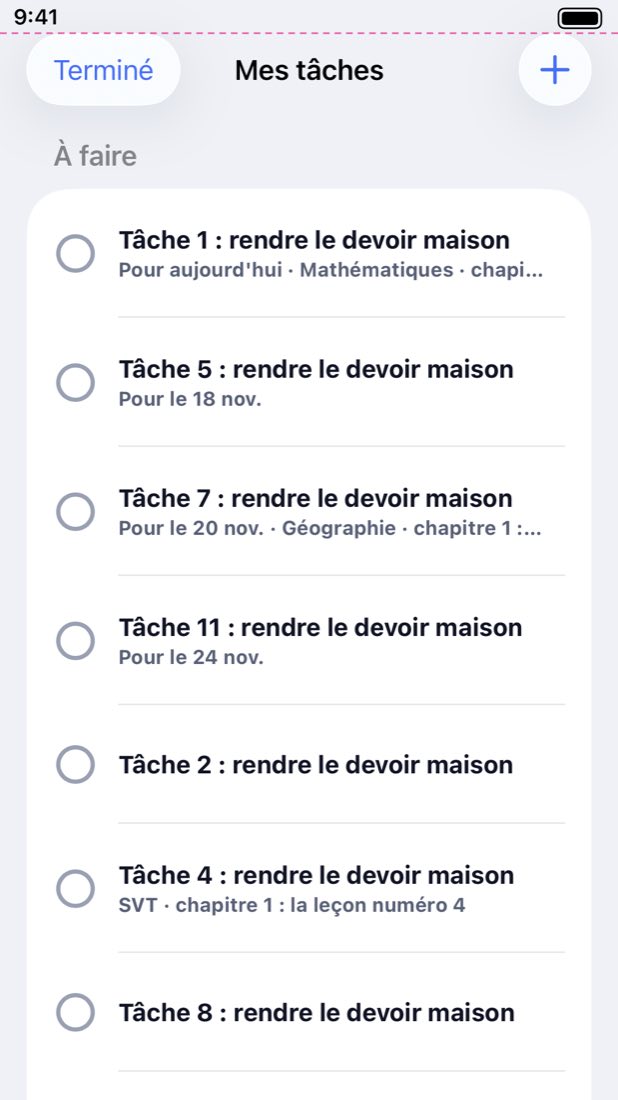 9:41
Terminé
Mes tâches
À faire
Tâche 1 : rendre le devoir maison
Pour aujourd'hui · Mathématiques · chapi...
Tâche 5 : rendre le devoir maison
Pour le 18 nov.
Tâche 7 : rendre le devoir maison
Pour le 20 nov. · Géographie · chapitre 1 :...
Tâche 11 : rendre le devoir maison
Pour le 24 nov.
Tâche 2 : rendre le devoir maison
Tâche 4 : rendre le devoir maison
SVT · chapitre 1 : la leçon numéro 4
Tâche 8 : rendre le devoir maison